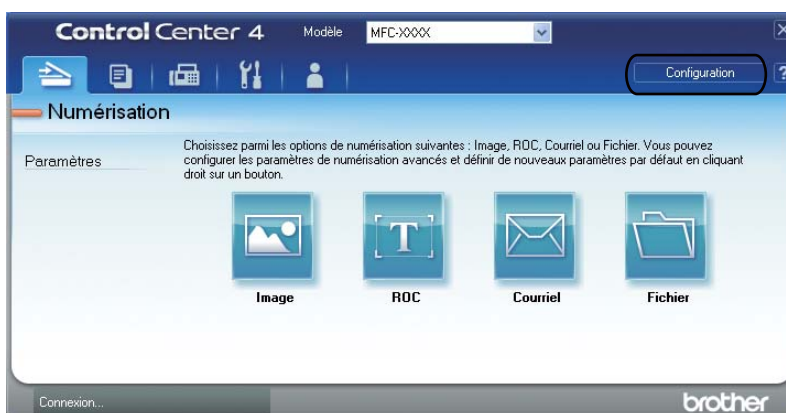 Control Center 4
Modèle
MFC-XXXX
Configuration
?
Numérisation
Paramètres
Choisissez parmi les options de numérisation suivantes : Image, ROC, Courriel ou Fichier. Vous pouvez
configurer les paramètres de numérisation avancés et définir de nouveaux paramètres par défaut en cliquant
droit sur un bouton.
T
Image
ROC
Courriel
Fichier
Connexion...
brother